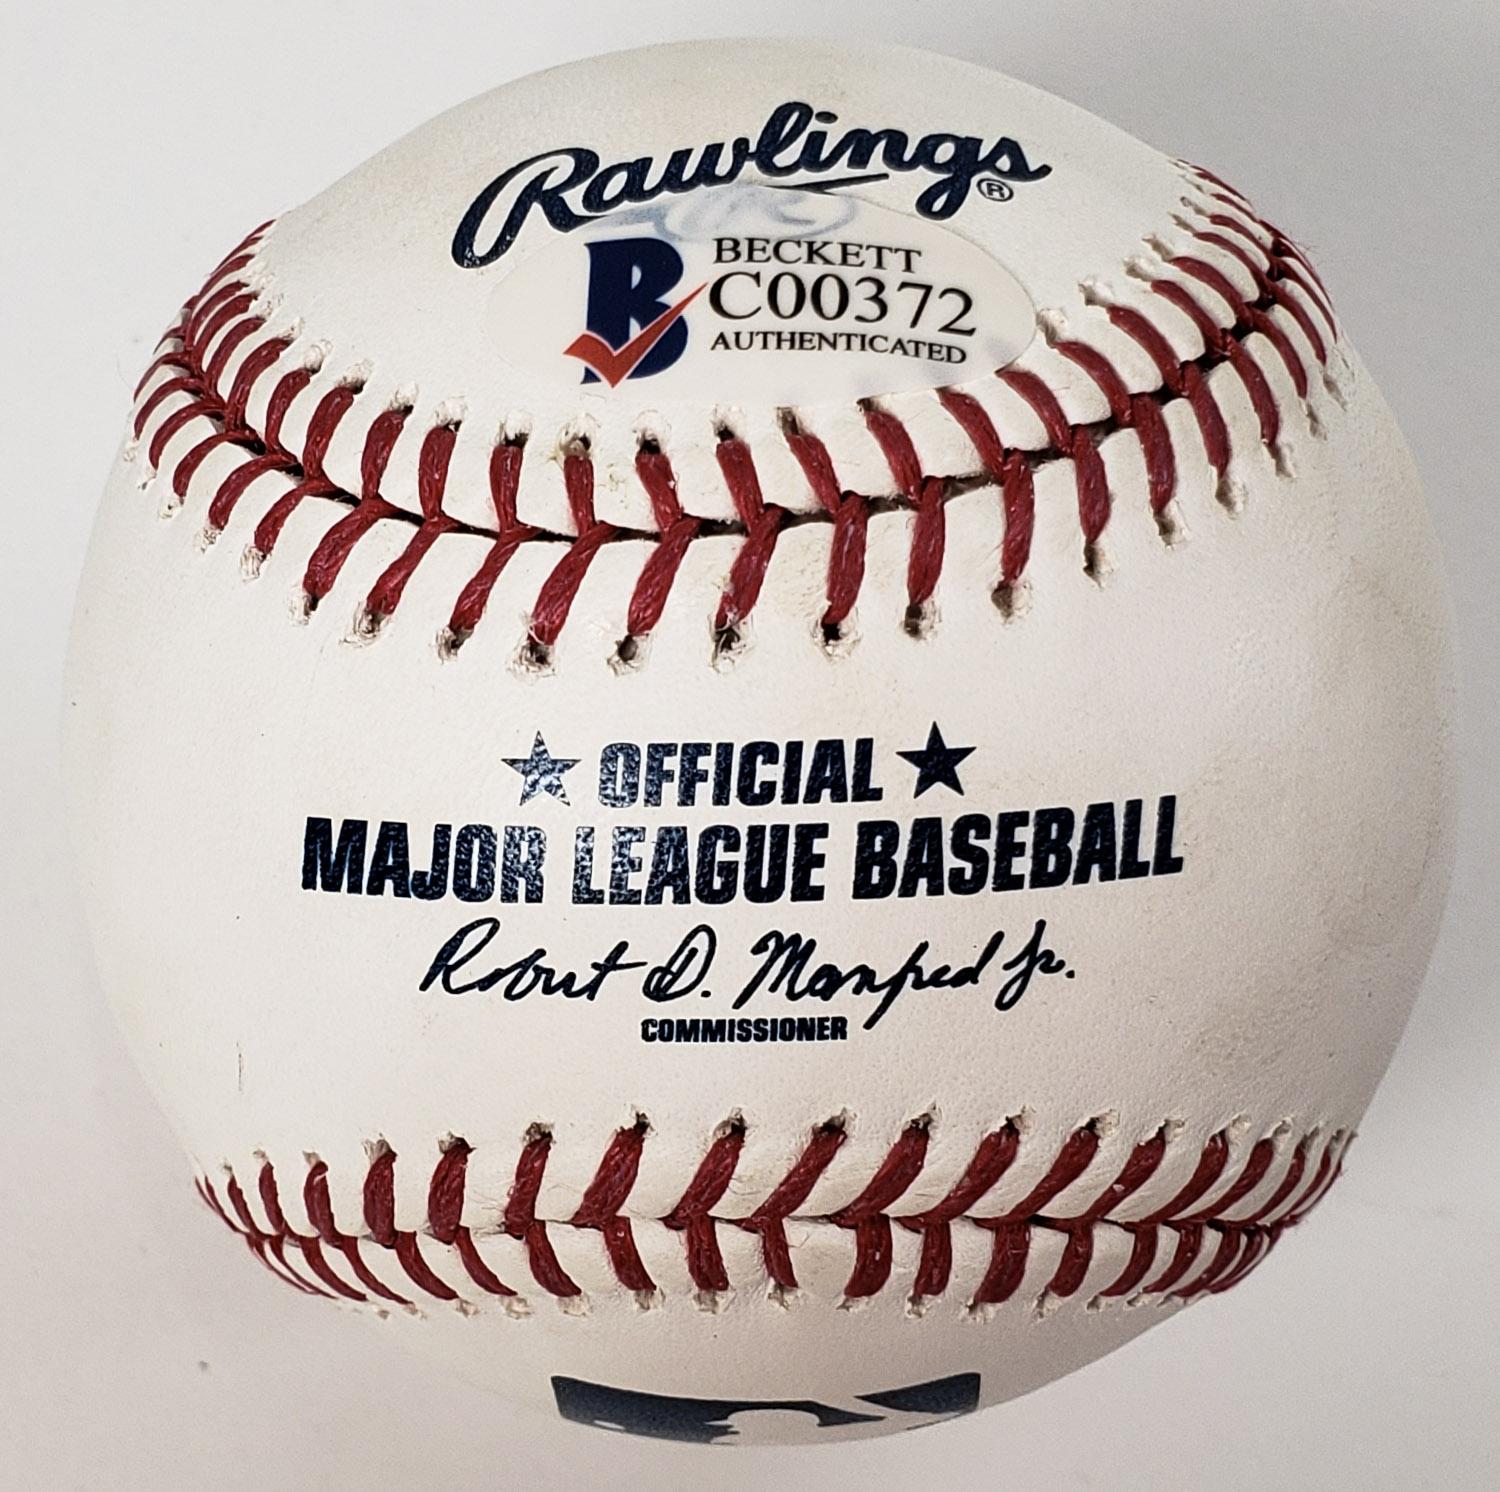 Rawlings®
BECKETT
C00372
AUTHENTICATED
B
★ OFFICIAL ★
MAJOR LEAGUE BASEBALL
Robert D. Manfred Jr.
COMMISSIONER